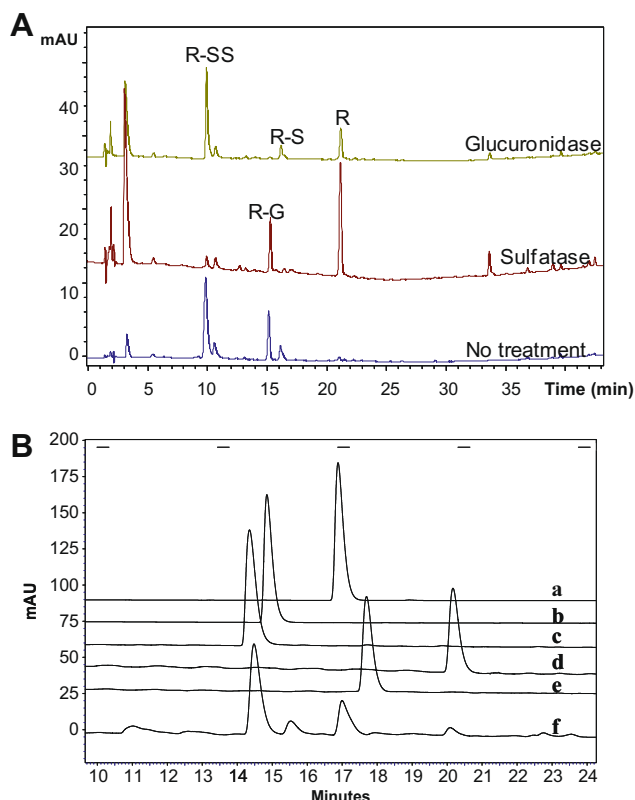 A
mAU
R-SS
R-S
R
40
Glucuronidase
30
R-G
20
Sulfatase
10
No treatment
0
0 5 10 15 20 25 30 35 Time (min)
B
200
175
150
125
100
a
75
b
c
50
d
25
e
0
f
mAU
10 11 12 13 14 15 16 17 18 19 20 21 22 23 24
Minutes